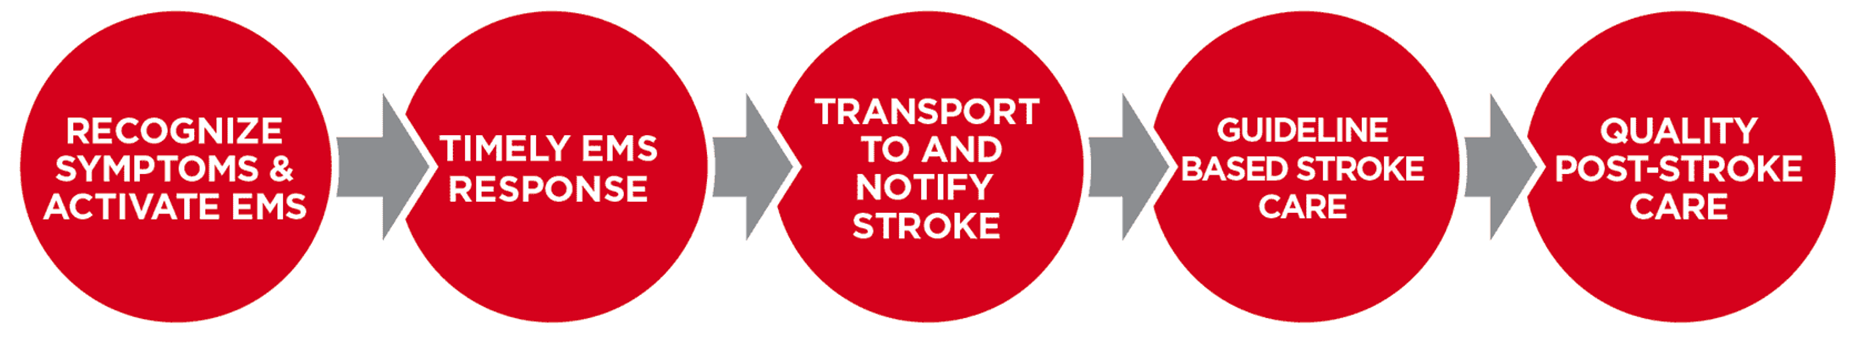 RECOGNIZE
SYMPTOMS &
ACTIVATE EMS
TIMELY EMS
RESPONSE
TRANSPORT
TO AND
NOTIFY
STROKE
GUIDELINE
BASED STROKE
CARE
QUALITY
POST-STROKE
CARE